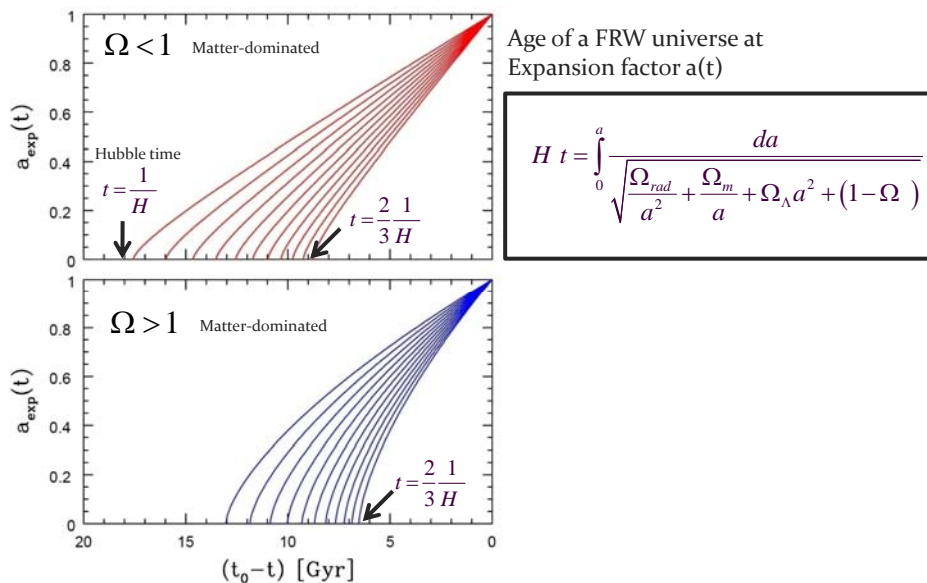 Ω < 1 Matter-dominated
Hubble time
t = 1/H
t = 2/3 1/H
a_exp(t)
1
0.8
0.6
0.4
0.2
0
Ω > 1 Matter-dominated
t = 2/3 1/H
a_exp(t)
1
0.8
0.6
0.4
0.2
0
20 15 10 5 0
(t₀−t) [Gyr]
Age of a FRW universe at
Expansion factor a(t)
H t = ∫₀ᵃ da / √(Ω_rad/a² + Ω_m/a + Ω_Λ a² + (1−Ω ))